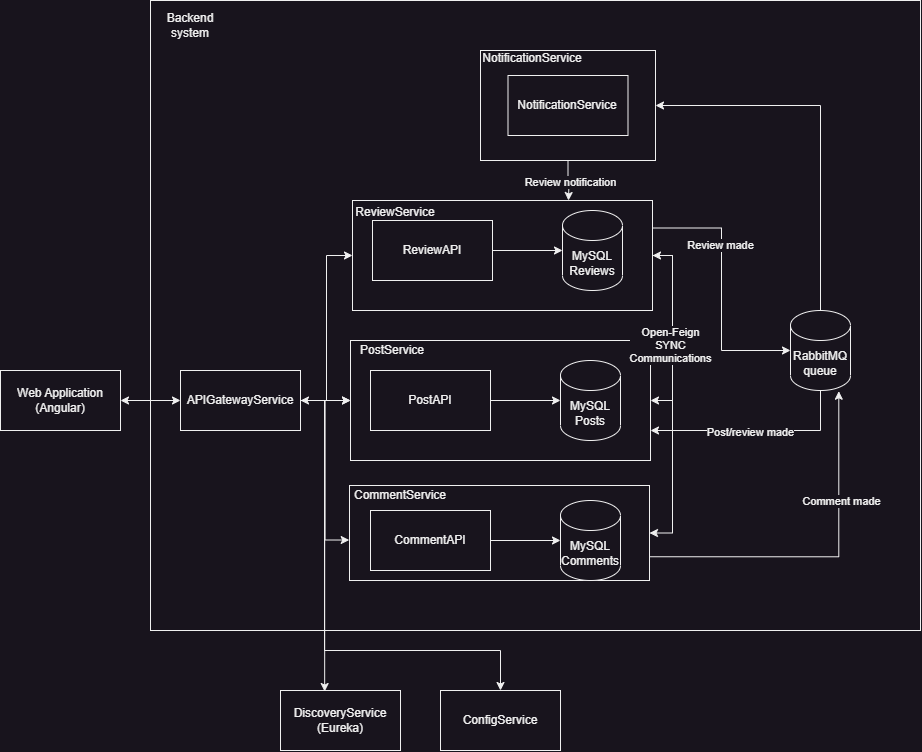 Backend
system
NotificationService
NotificationService
Review notification
ReviewService
ReviewAPI
MySQL
Reviews
Review made
Open-Feign
SYNC
Communications
RabbitMQ
queue
PostService
PostAPI
MySQL
Posts
Web Application
(Angular)
APIGatewayService
Post/review made
CommentService
CommentAPI
MySQL
Comments
Comment made
DiscoveryService
(Eureka)
ConfigService